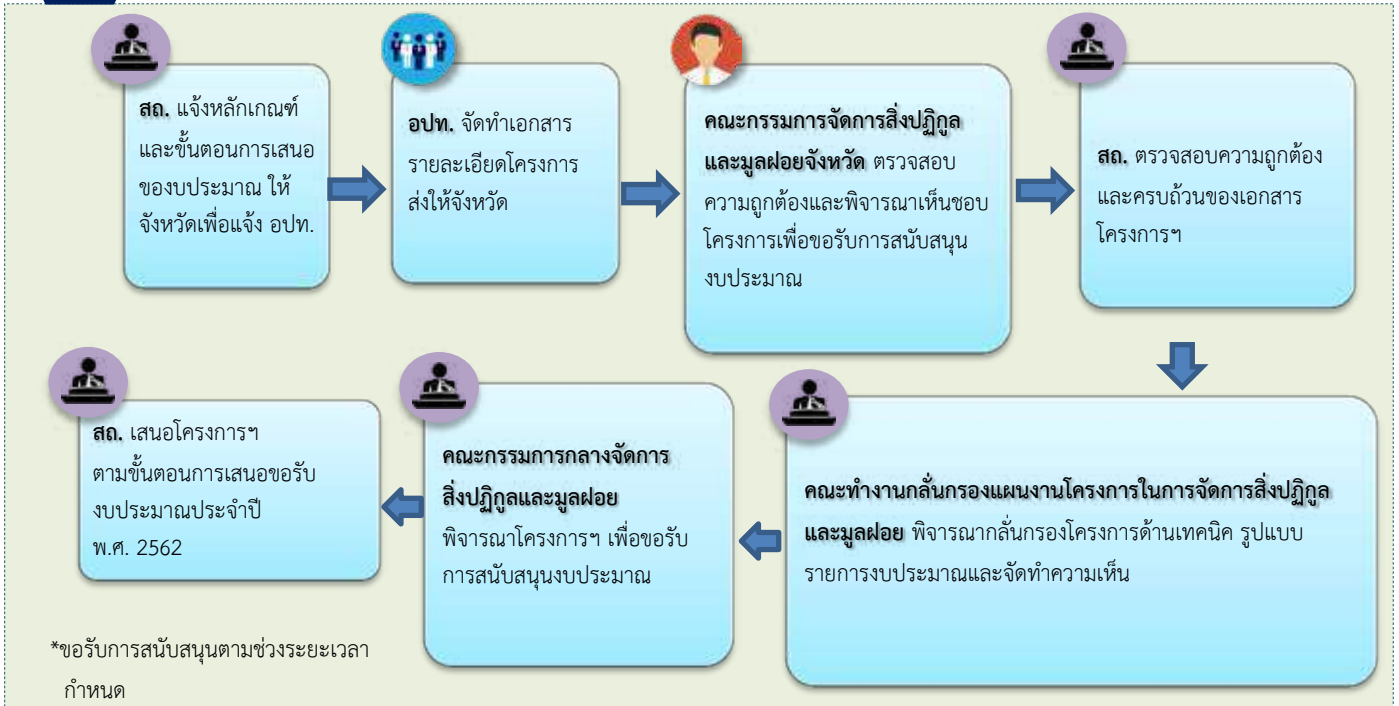 สถ. แจ้งหลักเกณฑ์
และขั้นตอนการเสนอ
ของบประมาณ ให้
จังหวัดเพื่อแจ้ง อปท.
อปท. จัดทำเอกสาร
รายละเอียดโครงการ
ส่งให้จังหวัด
คณะกรรมการจัดการสิ่งปฏิกูล
และมูลฝอยจังหวัด ตรวจสอบ
ความถูกต้องและพิจารณาเห็นชอบ
โครงการเพื่อขอรับการสนับสนุน
งบประมาณ
สถ. ตรวจสอบความถูกต้อง
และครบถ้วนของเอกสาร
โครงการฯ
คณะทำงานกลั่นกรองแผนงานโครงการในการจัดการสิ่งปฏิกูล
และมูลฝอย พิจารณากลั่นกรองโครงการด้านเทคนิค รูปแบบ
รายการงบประมาณและจัดทำความเห็น
คณะกรรมการกลางจัดการ
สิ่งปฏิกูลและมูลฝอย
พิจารณาโครงการฯ เพื่อขอรับ
การสนับสนุนงบประมาณ
สถ. เสนอโครงการฯ
ตามขั้นตอนการเสนอขอรับ
งบประมาณประจำปี
พ.ศ. 2562
*ขอรับการสนับสนุนตามช่วงระยะเวลา
กำหนด